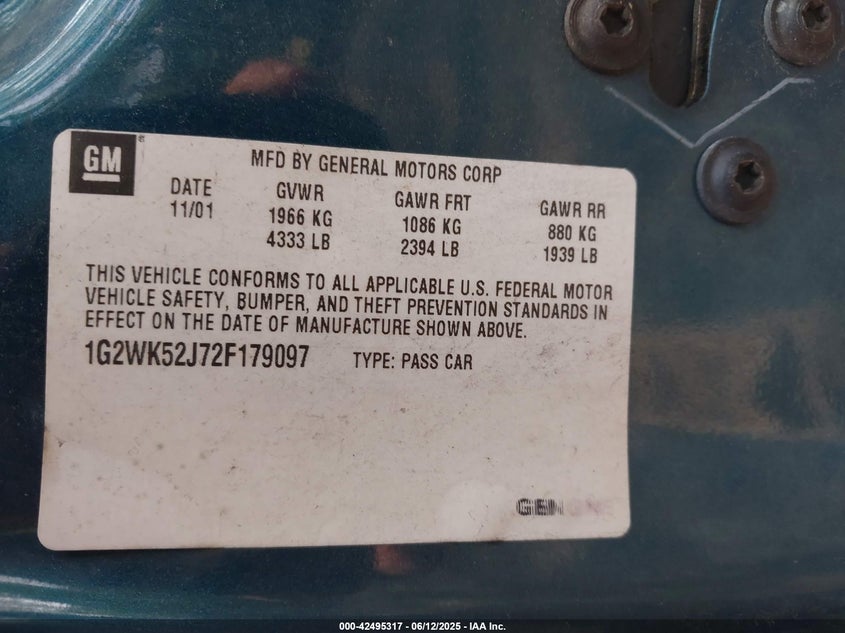 GM
MFD BY GENERAL MOTORS CORP
DATE GVWR GAWR FRT GAWR RR
11/01 1966 KG 1086 KG 880 KG
4333 LB 2394 LB 1939 LB
THIS VEHICLE CONFORMS TO ALL APPLICABLE U.S. FEDERAL MOTOR
VEHICLE SAFETY, BUMPER, AND THEFT PREVENTION STANDARDS IN
EFFECT ON THE DATE OF MANUFACTURE SHOWN ABOVE.
1G2WK52J72F179097 TYPE: PASS CAR
000-42495317 - 06/12/2025 - IAA Inc.